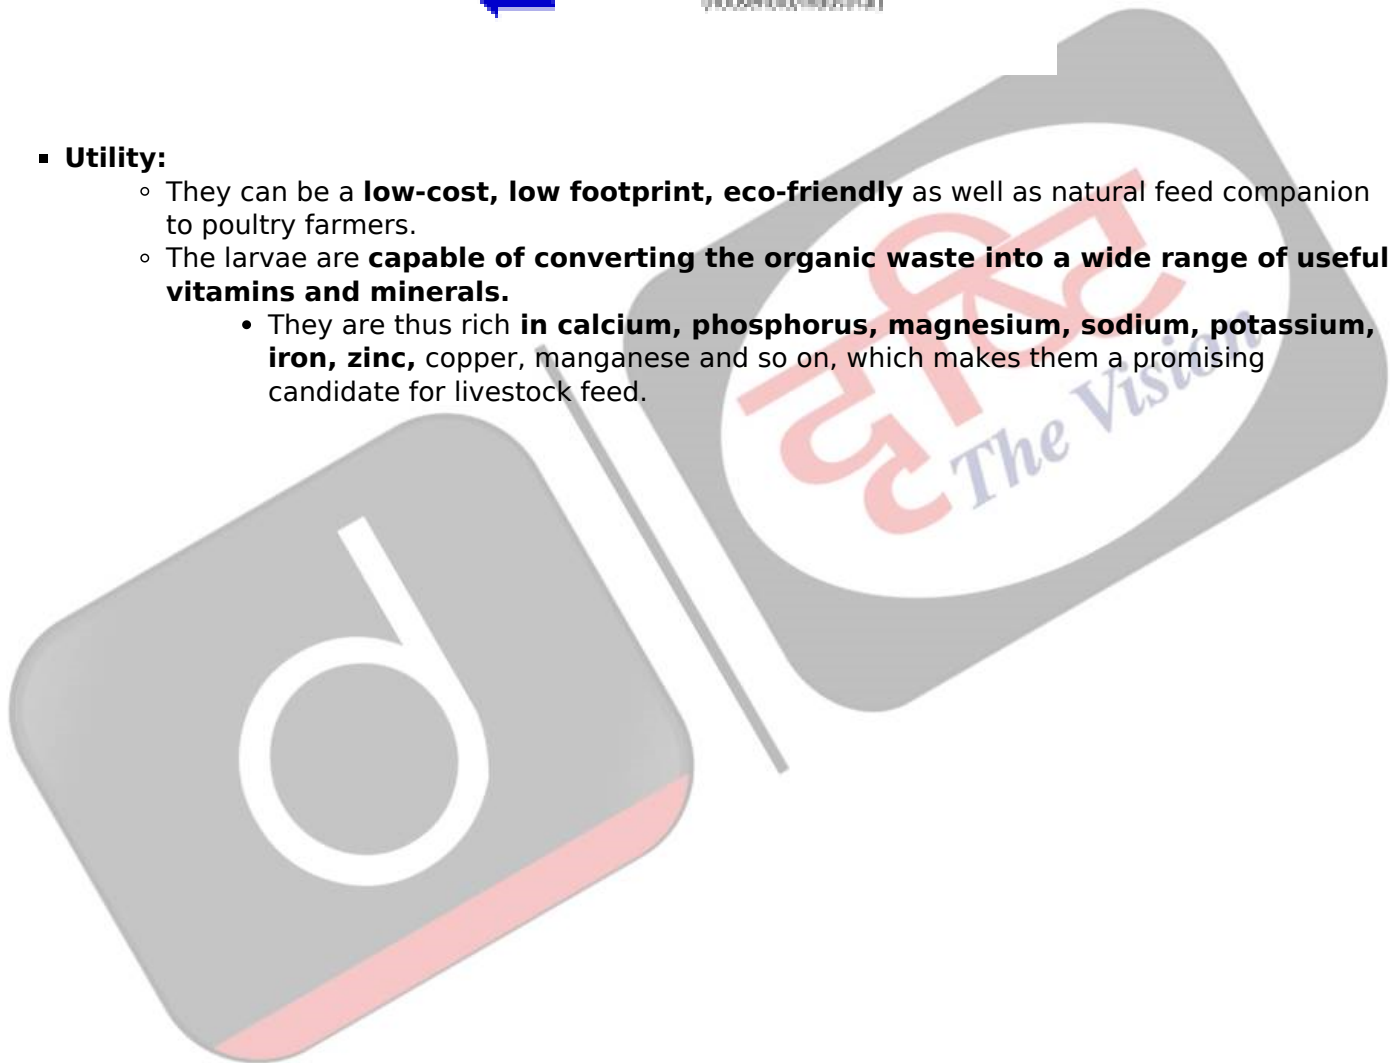 ▪ Utility:
◦ They can be a low-cost, low footprint, eco-friendly as well as natural feed companion
to poultry farmers.
◦ The larvae are capable of converting the organic waste into a wide range of useful
vitamins and minerals.
• They are thus rich in calcium, phosphorus, magnesium, sodium, potassium,
iron, zinc, copper, manganese and so on, which makes them a promising
candidate for livestock feed.
दृष्टि
The Vision
d